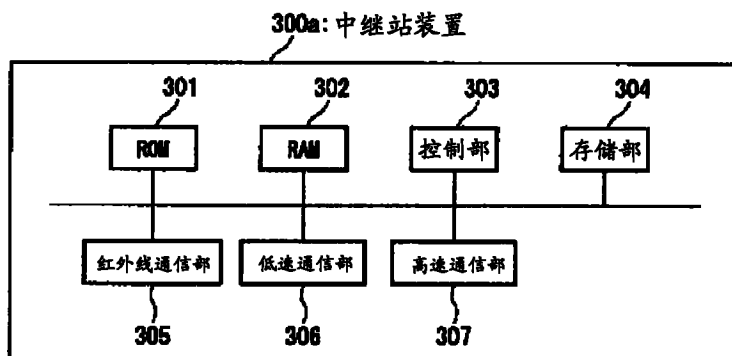 300a:中继站装置
301
302
303
304
ROM
RAM
控制部
存储部
红外线通信部
低速通信部
高速通信部
305
306
307